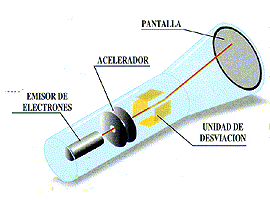 PANTALLA
ACELERADOR
EMISOR DE
ELECTRONES
UNIDAD DE
DESVIACION